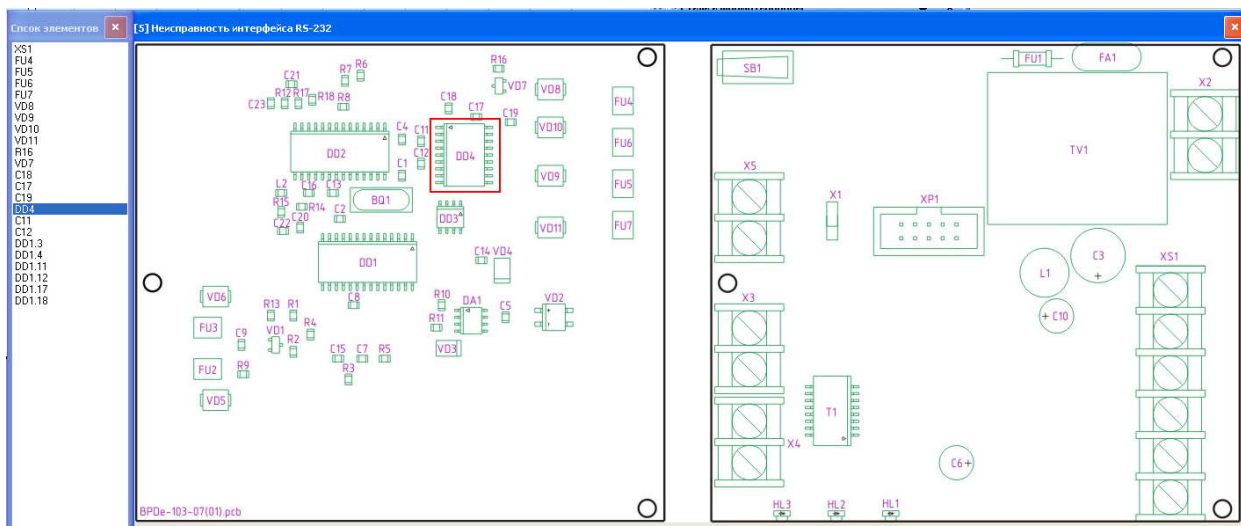 Спсок элементов
[5] Неисправность интерфейса RS-232
XS1
FU4
FU5
FU6
FU7
VD8
VD9
VD10
VD11
R16
VD7
C18
C17
C19
DD4
C11
C12
DD1.3
DD1.4
DD1.11
DD1.12
DD1.17
DD1.18
R6
R7
C21
R16
R12 R17
R18 R8
C23
VD7
VD8
FU4
C18
C17
C19
C4
C11
VD10
FU6
DD2
DD4
C12
C1
VD9
FU5
L2
C16
C13
BQ1
R15
R14
C2
DD3
C20
C22
VD11
FU7
DD1
C14
VD4
VD6
C8
R10
DA1
VD2
R13
R1
C5
FU3
R11
R4
C9
VD1
R2
C15
C7
R5
VD3
FU2
R9
R3
VD5
BPDe-103-07(01).pcb
SB1
FU1
FA1
X2
TV1
X5
X1
XP1
C3
XS1
L1
X3
C10
T1
X4
C6
HL3
HL2
HL1